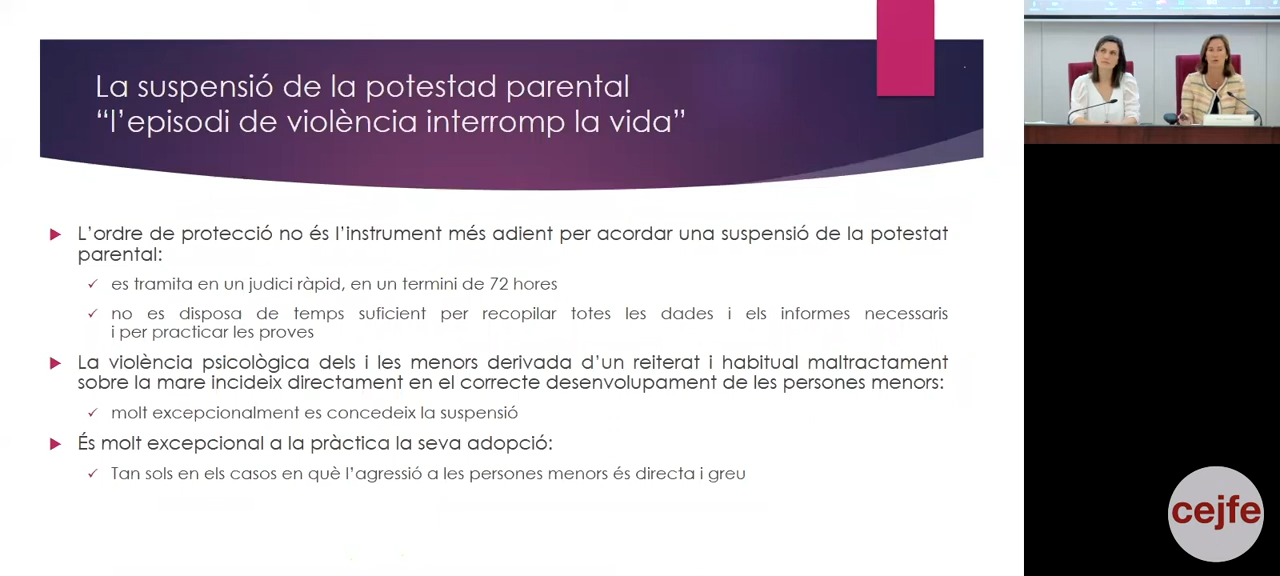 La suspensió de la potestad parental
“l’episodi de violència interromp la vida”
L’ordre de protecció no és l’instrument més adient per acordar una suspensió de la potestat
parental:
es tramita en un judici ràpid, en un termini de 72 hores
no es disposa de temps suficient per recopilar totes les dades i els informes necessaris
i per practicar les proves
La violència psicològica dels i les menors derivada d’un reiterat i habitual maltractament
sobre la mare incideix directament en el correcte desenvolupament de les persones menors:
molt excepcionalment es concedeix la suspensió
És molt excepcional a la pràctica la seva adopció:
Tan sols en els casos en què l’agressió a les persones menors és directa i greu
cejfe